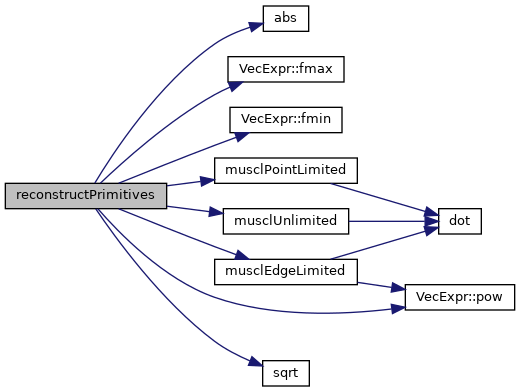 abs
VecExpr::fmax
VecExpr::fmin
musclPointLimited
reconstructPrimitives
musclUnlimited
dot
musclEdgeLimited
VecExpr::pow
sqrt